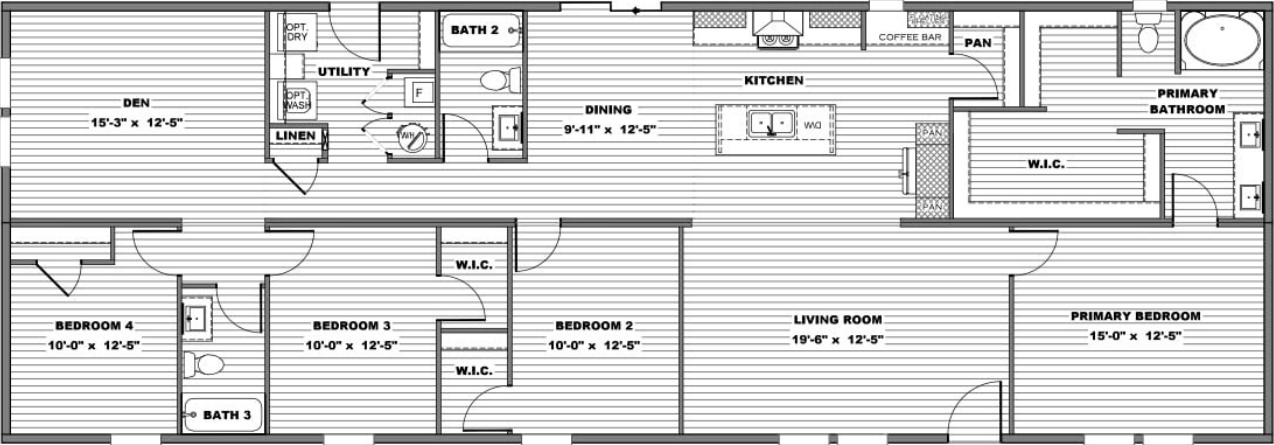 DEN
15'-3" x 12'-5"
OPT.
DRY
UTILITY
OPT.
WASH
LINEN
F
WH
BATH 2
DINING
9'-11" x 12'-5"
KITCHEN
DW
FLOATING
SHELVES
COFFEE BAR
PAN
PAN
PAN
PRIMARY
BATHROOM
W.I.C.
BEDROOM 4
10'-0" x 12'-5"
BATH 3
BEDROOM 3
10'-0" x 12'-5"
W.I.C.
W.I.C.
BEDROOM 2
10'-0" x 12'-5"
LIVING ROOM
19'-6" x 12'-5"
PRIMARY BEDROOM
15'-0" x 12'-5"